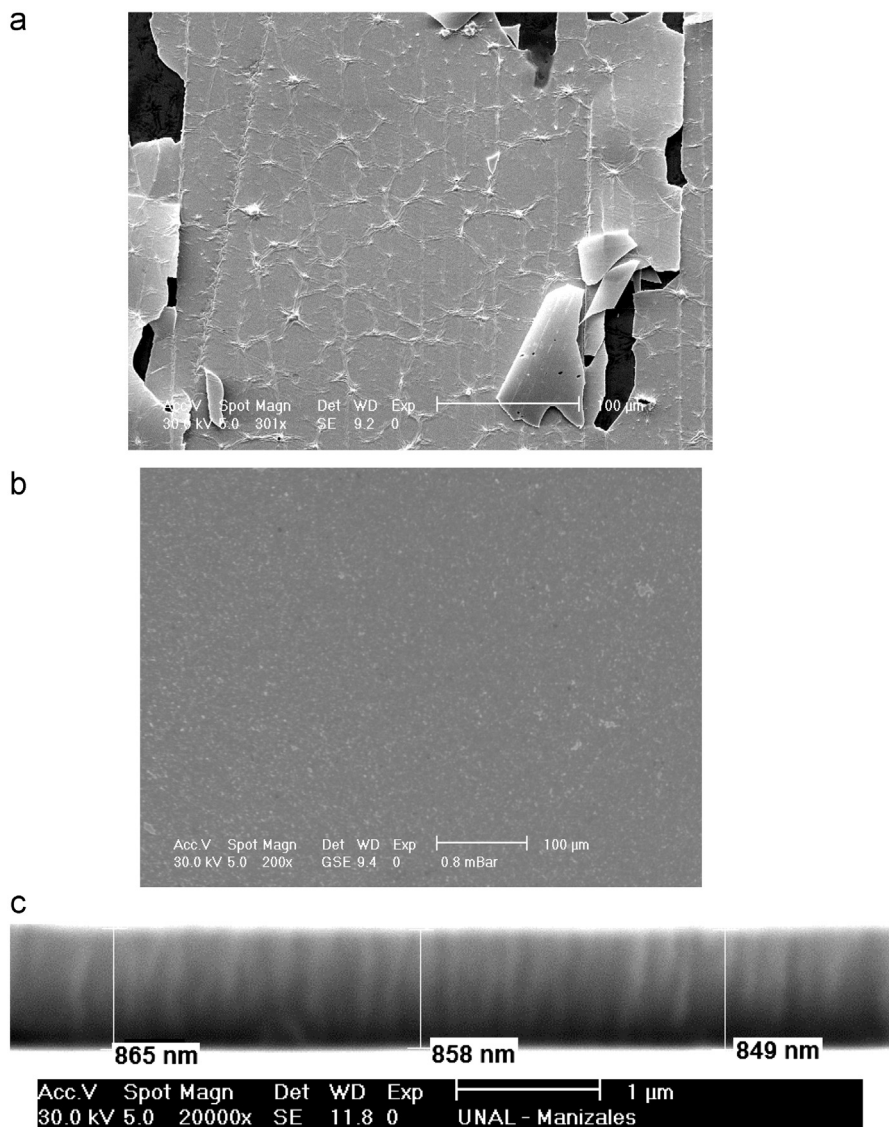 a
Acc.V Spot Magn Det WD Exp 100 µm
30.0 kV 5.0 301x SE 9.2 0
b
Acc.V Spot Magn Det WD Exp 100 µm
30.0 kV 5.0 200x GSE 9.4 0 0.8 mBar
c
865 nm 858 nm 849 nm
Acc.V Spot Magn Det WD Exp 1 µm
30.0 kV 5.0 20000x SE 11.8 0 UNAL - Manizales